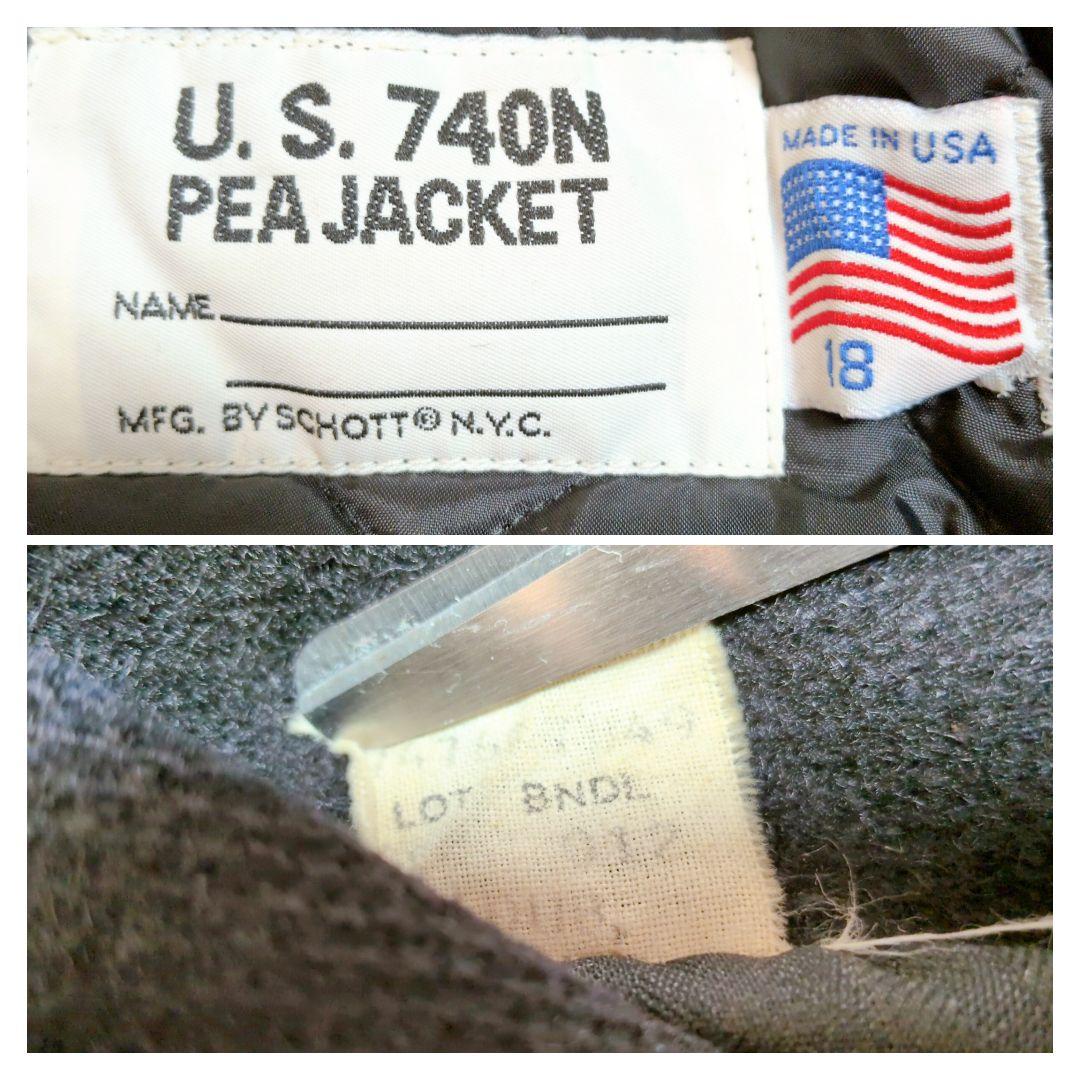 U. S. 740N
PEA JACKET
NAME
MFG. BY SCHOTT® N.Y.C.
MADE IN USA
18
LOT BNDL